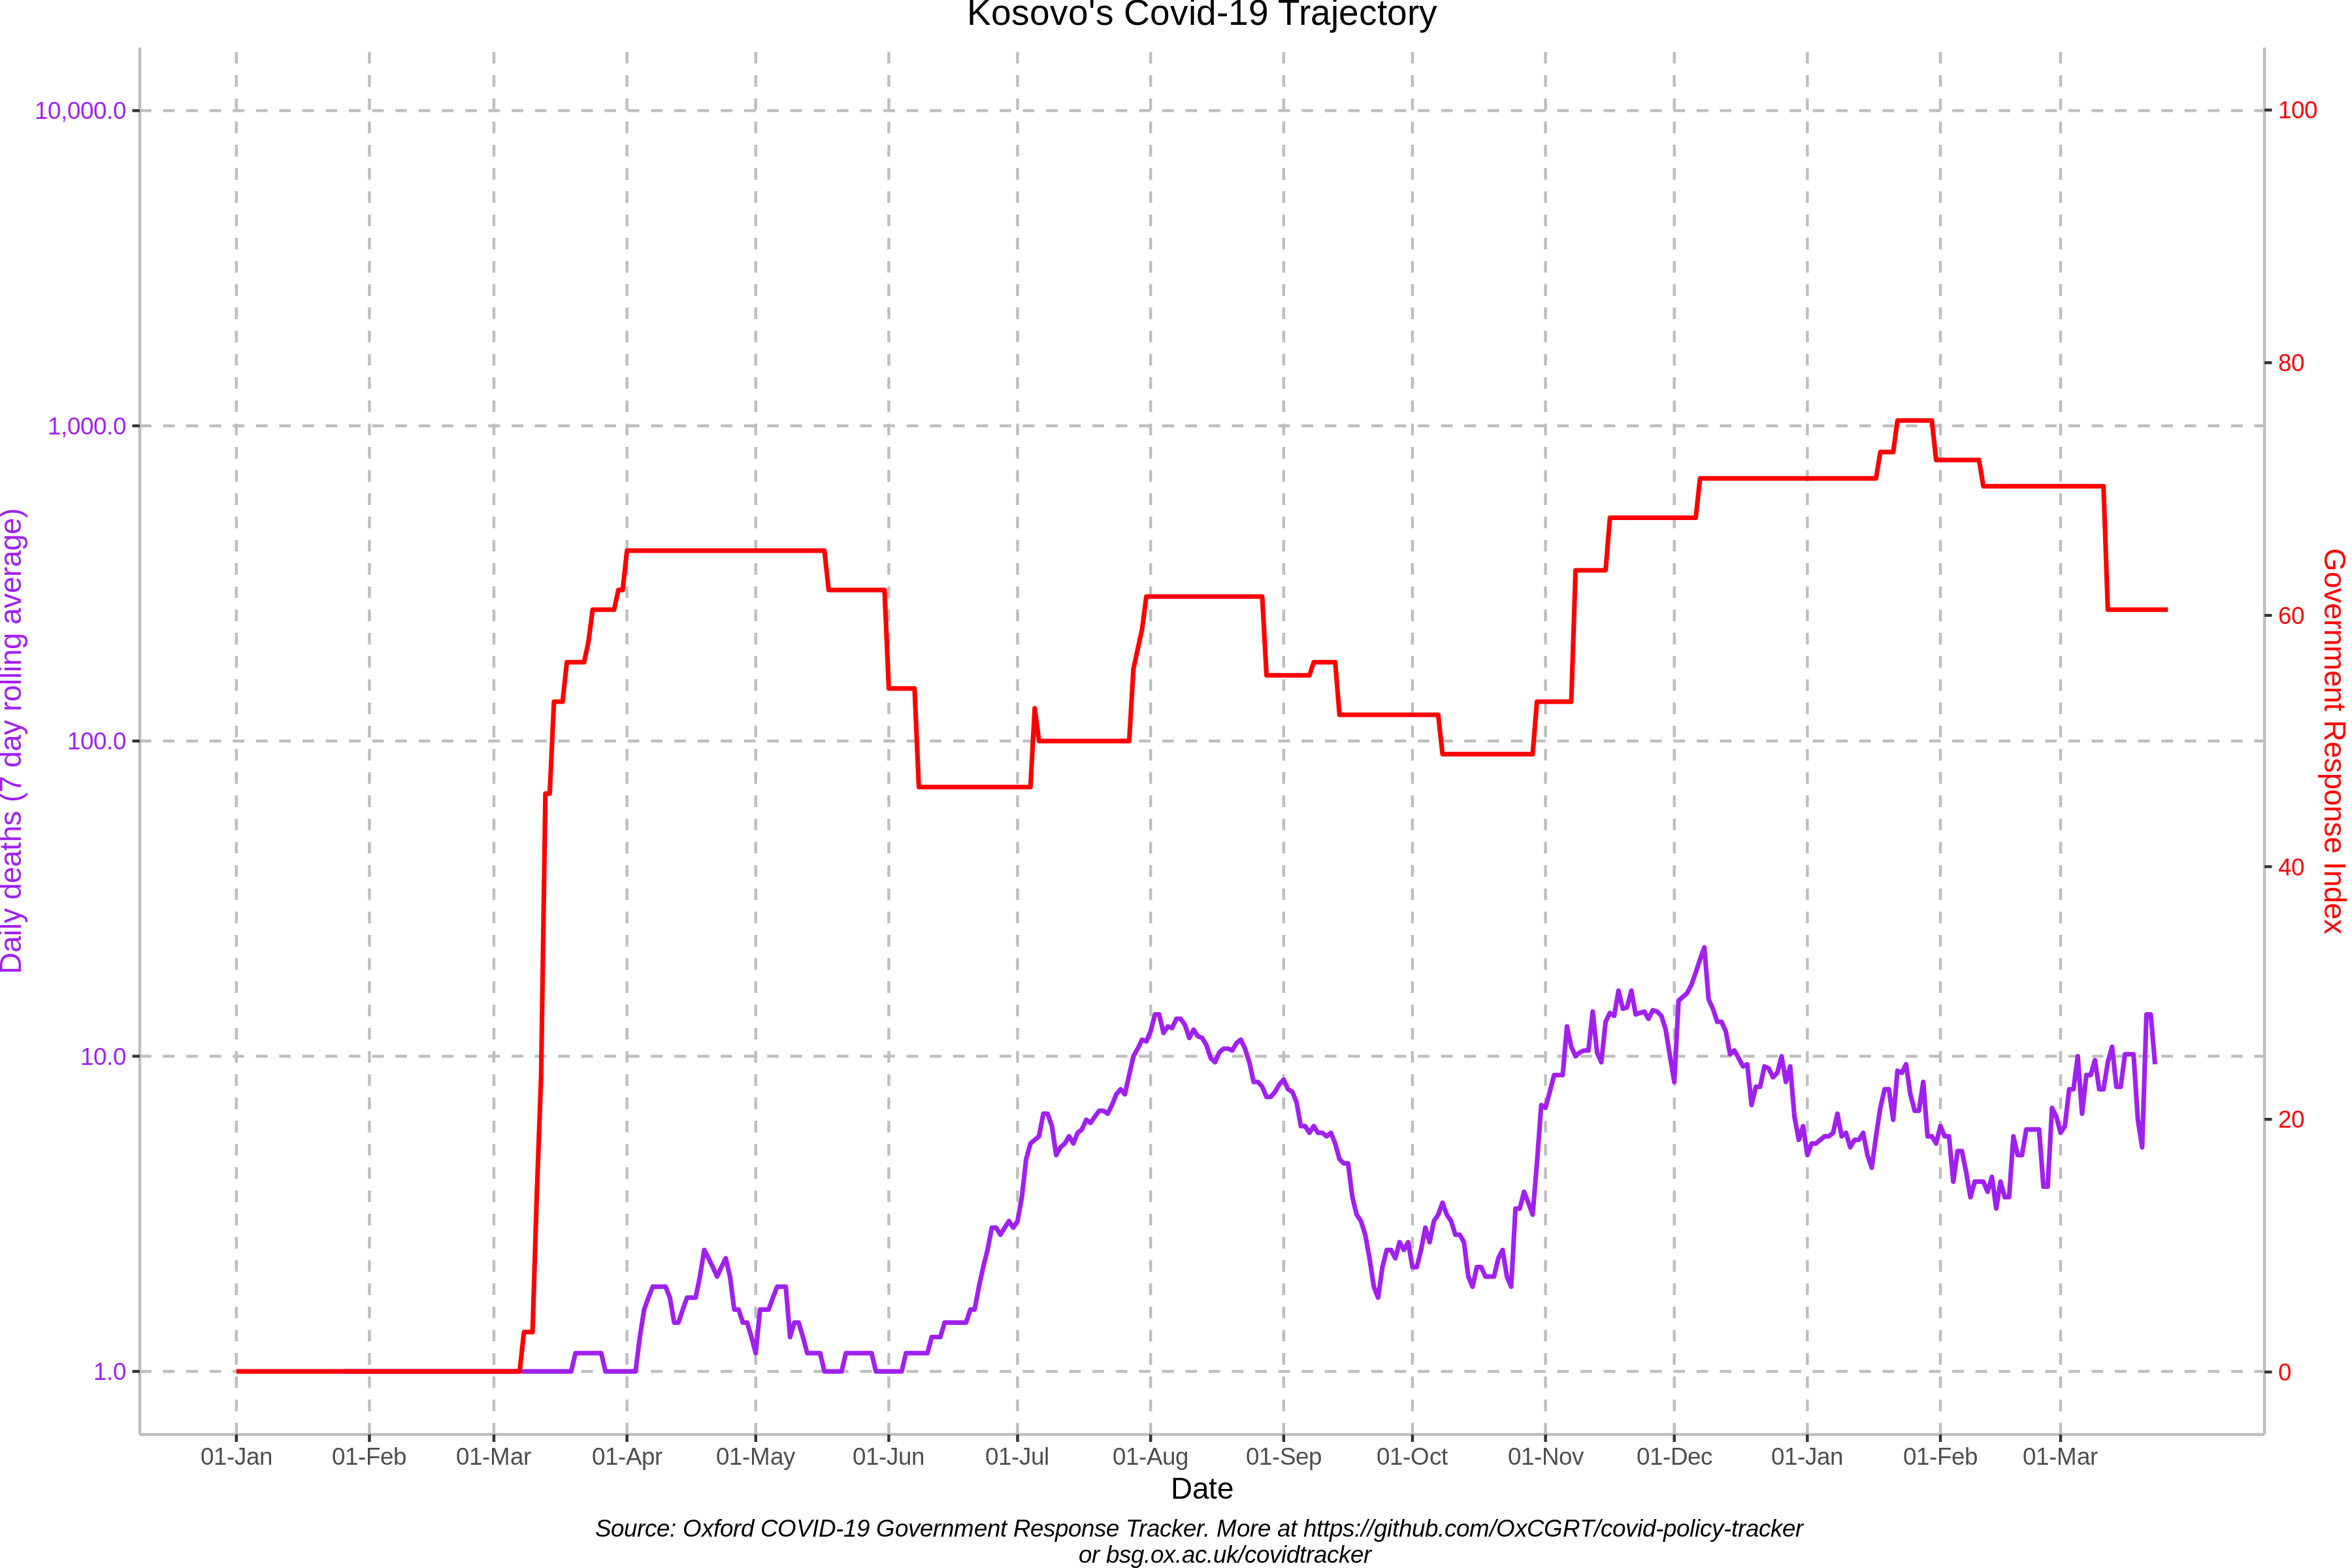 Kosovo's Covid-19 Trajectory
10,000.0
1,000.0
100.0
10.0
1.0
Daily deaths (7 day rolling average)
100
80
60
40
20
0
Government Response Index
01-Jan 01-Feb 01-Mar 01-Apr 01-May 01-Jun 01-Jul 01-Aug 01-Sep 01-Oct 01-Nov 01-Dec 01-Jan 01-Feb 01-Mar
Date
Source: Oxford COVID-19 Government Response Tracker. More at https://github.com/OxCGRT/covid-policy-tracker
or bsg.ox.ac.uk/covidtracker